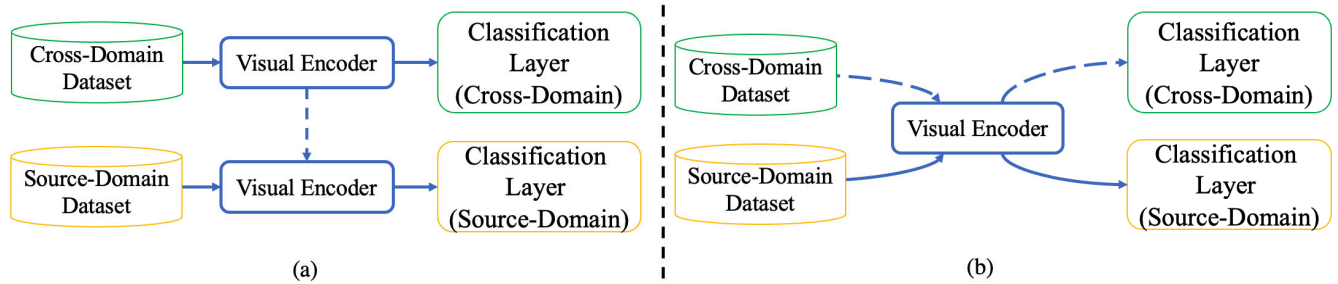 Cross-Domain
Dataset
Visual Encoder
Classification
Layer
(Cross-Domain)
Source-Domain
Dataset
Visual Encoder
Classification
Layer
(Source-Domain)
(a)
Cross-Domain
Dataset
Source-Domain
Dataset
Visual Encoder
Classification
Layer
(Cross-Domain)
Classification
Layer
(Source-Domain)
(b)